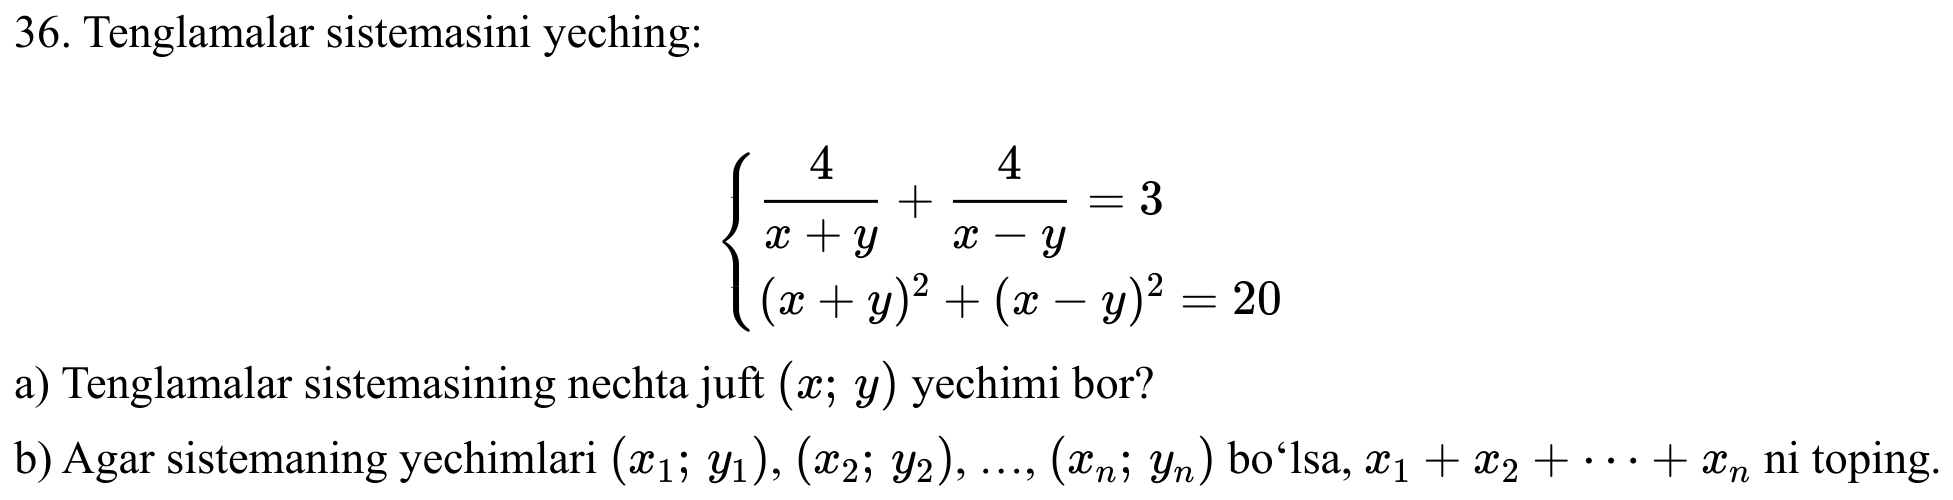 36. Tenglamalar sistemasini yeching:
4/(x + y) + 4/(x − y) = 3
(x + y)² + (x − y)² = 20
a) Tenglamalar sistemasining nechta juft (x; y) yechimi bor?
b) Agar sistemaning yechimlari (x₁; y₁), (x₂; y₂), ..., (xₙ; yₙ) bo‘lsa, x₁ + x₂ + · · · + xₙ ni toping.